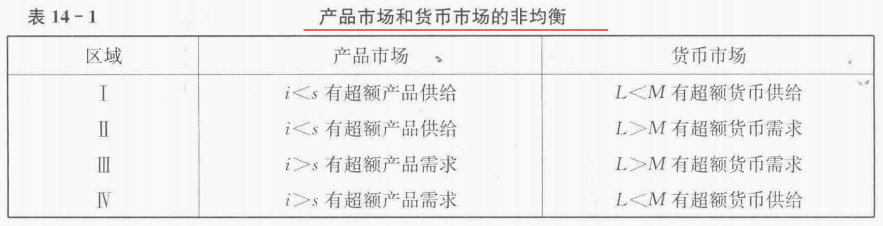 表 14-1 产品市场和货币市场的非均衡
区域 产品市场 货币市场
Ⅰ i<s 有超额产品供给 L<M 有超额货币供给
Ⅱ i<s 有超额产品供给 L>M 有超额货币需求
Ⅲ i>s 有超额产品需求 L>M 有超额货币需求
Ⅳ i>s 有超额产品需求 L<M 有超额货币供给